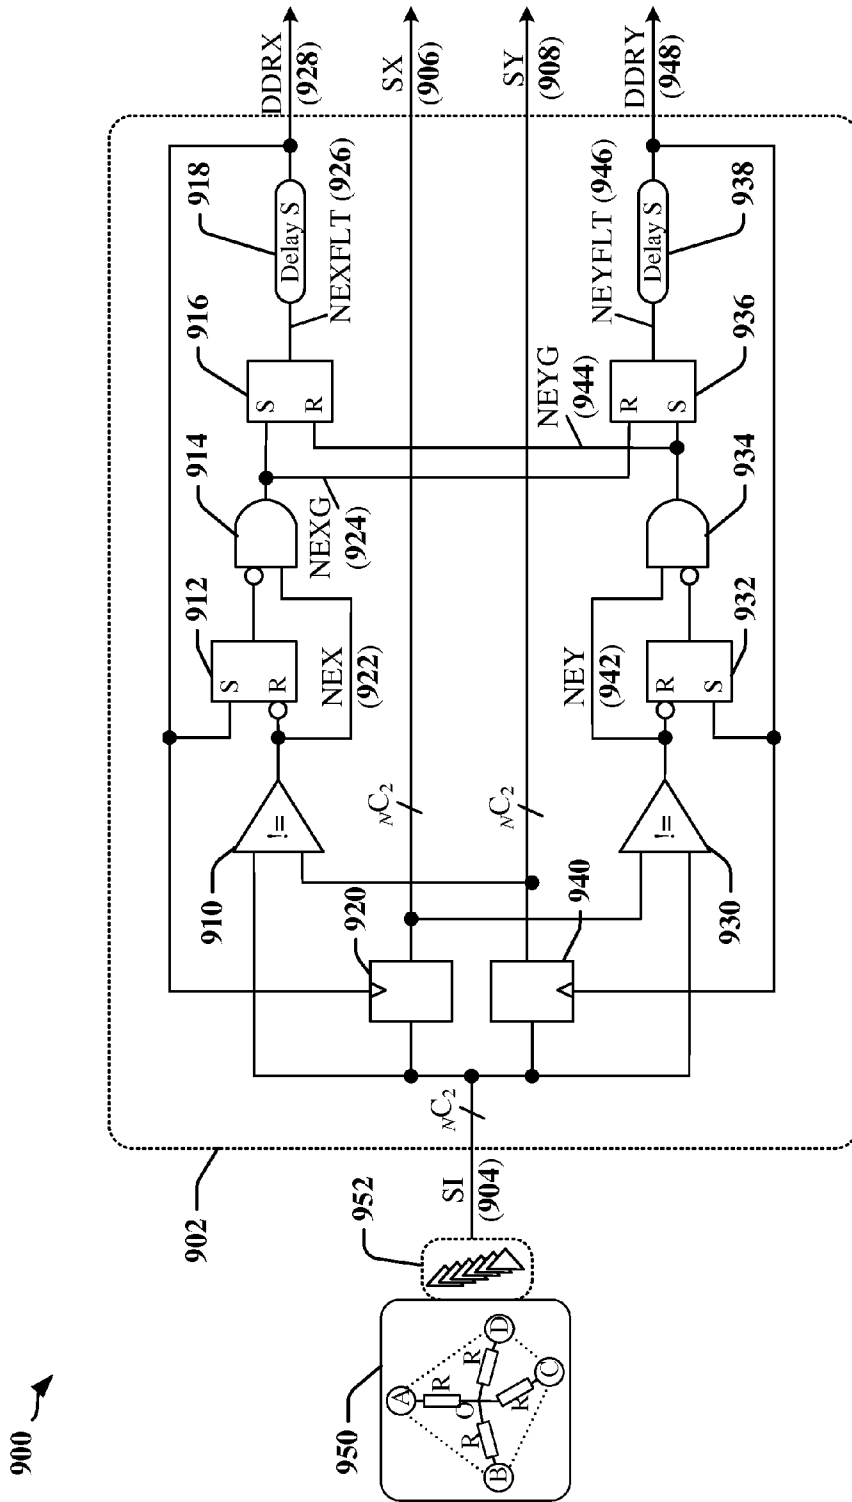 900
902
950
A
B
C
D
O
R
R
R
R
952
SI
(904)
NC2
910
!=
912
S
R
NEX
(922)
914
NEXG
(924)
916
S
R
918
Delay S
NEXFLT (926)
DDRX
(928)
920
NC2
SX
(906)
940
NC2
SY
(908)
930
!=
932
R
S
NEY
(942)
934
NEYG
(944)
936
R
S
938
Delay S
NEYFLT (946)
DDRY
(948)